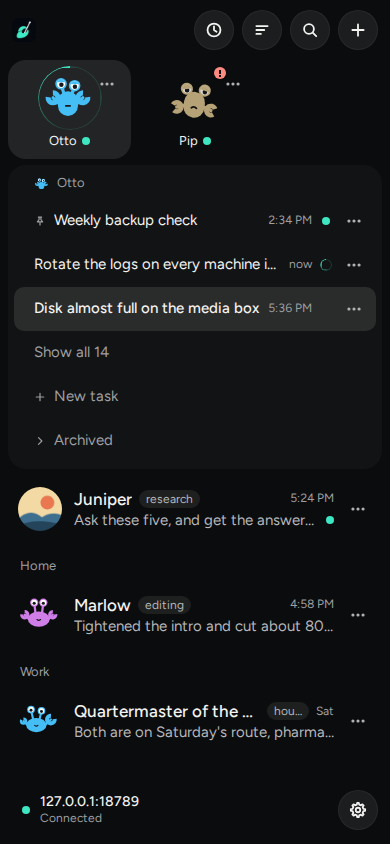 Otto
Pip
Otto
Weekly backup check 2:34 PM
Rotate the logs on every machine i... now
Disk almost full on the media box 5:36 PM
Show all 14
+ New task
> Archived
Juniper research 5:24 PM
Ask these five, and get the answer...
Home
Marlow editing 4:58 PM
Tightened the intro and cut about 80...
Work
Quartermaster of the ... hou... Sat
Both are on Saturday's route, pharma...
127.0.0.1:18789
Connected